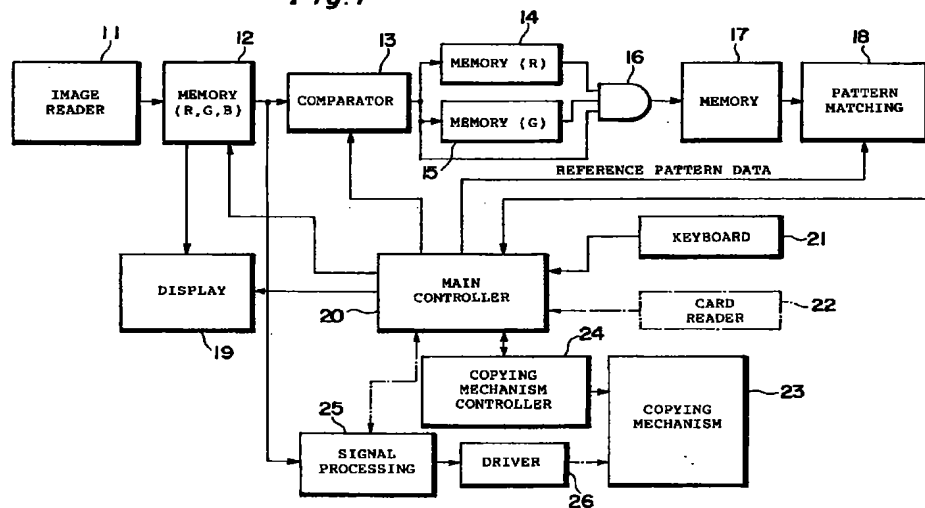 Fig. 1
11
12
13
14
16
17
18
IMAGE
READER
MEMORY
(R,G,B)
COMPARATOR
MEMORY (R)
MEMORY (G)
15
MEMORY
PATTERN
MATCHING
REFERENCE PATTERN DATA
DISPLAY
19
MAIN
CONTROLLER
20
KEYBOARD
21
CARD
READER
22
24
COPYING
MECHANISM
CONTROLLER
COPYING
MECHANISM
23
25
SIGNAL
PROCESSING
DRIVER
26